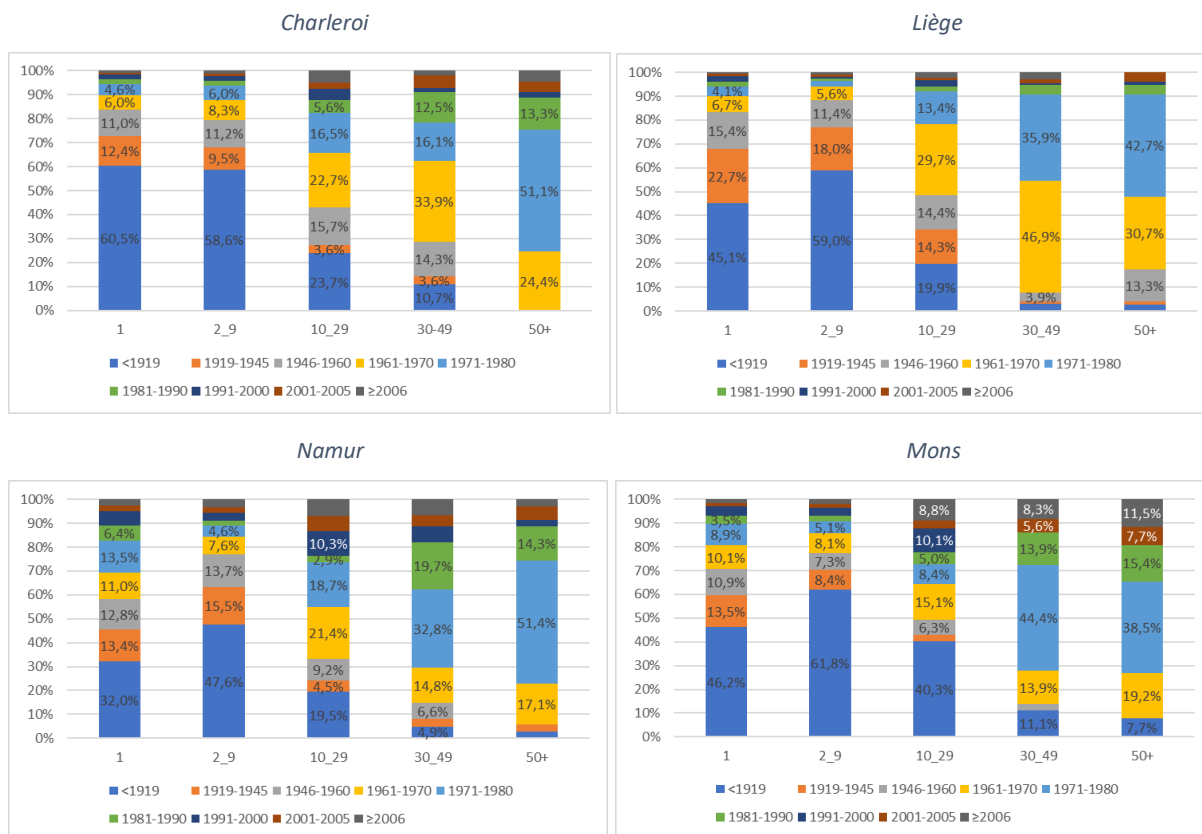 Charleroi
100%
90%
80%
70%
60%
50%
40%
30%
20%
10%
0%
4,6% 6,0% 5,6% 12,5% 13,3%
6,0% 8,3% 16,5% 16,1% 51,1%
11,0% 11,2% 22,7% 33,9% 24,4%
12,4% 9,5% 15,7% 14,3%
60,5% 58,6% 3,6% 3,6%
23,7% 10,7%
1 2_9 10_29 30-49 50+
<1919 1919-1945 1946-1960 1961-1970 1971-1980
1981-1990 1991-2000 2001-2005 ≥2006
Liège
100%
90%
80%
70%
60%
50%
40%
30%
20%
10%
0%
4,1% 5,6% 13,4% 35,9% 42,7%
6,7% 11,4% 29,7% 46,9% 30,7%
15,4% 18,0% 14,4% 3,9% 13,3%
22,7% 59,0% 14,3%
45,1% 19,9%
1 2_9 10_29 30_49 50+
<1919 1919-1945 1946-1960 1961-1970 1971-1980
1981-1990 1991-2000 2001-2005 ≥2006
Namur
100%
90%
80%
70%
60%
50%
40%
30%
20%
10%
0%
6,4% 4,6% 10,3% 19,7% 14,3%
13,5% 7,6% 2,9% 32,8% 51,4%
11,0% 13,7% 18,7% 14,8% 17,1%
12,8% 15,5% 21,4% 6,6%
13,4% 47,6% 9,2% 4,9%
32,0% 4,5%
19,5%
1 2_9 10_29 30_49 50+
<1919 1919-1945 1946-1960 1961-1970 1971-1980
1981-1990 1991-2000 2001-2005 ≥2006
Mons
100%
90%
80%
70%
60%
50%
40%
30%
20%
10%
0%
3,5% 5,1% 8,8% 8,3% 11,5%
8,9% 8,1% 10,1% 5,6% 7,7%
10,1% 7,3% 5,0% 13,9% 15,4%
10,9% 8,4% 8,4% 44,4% 38,5%
13,5% 61,8% 15,1% 13,9% 19,2%
46,2% 6,3% 11,1% 7,7%
40,3%
1 2_9 10_29 30_49 50+
<1919 1919-1945 1946-1960 1961-1970 1971-1980
1981-1990 1991-2000 2001-2005 ≥2006